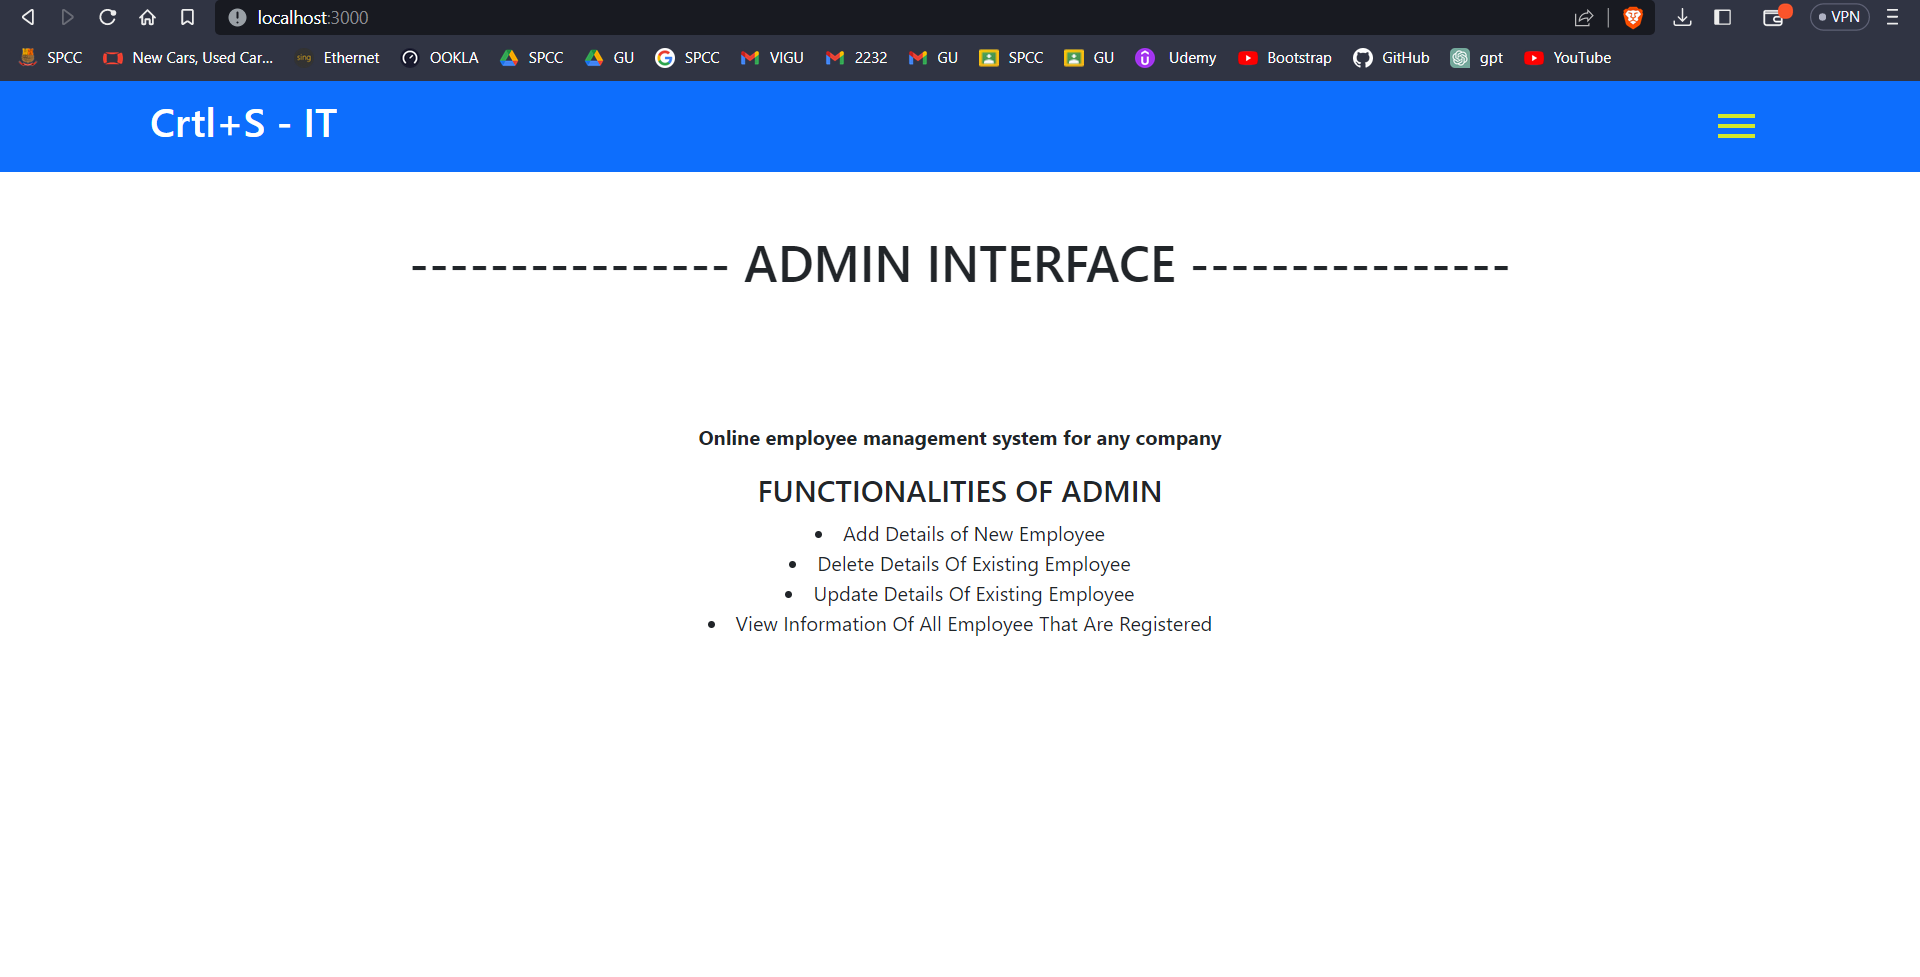 localhost:3000
VPN
SPCC New Cars, Used Car... sing Ethernet OOKLA SPCC GU SPCC VIGU 2232 GU SPCC GU Udemy Bootstrap GitHub gpt YouTube
Crtl+S - IT
---------------- ADMIN INTERFACE ----------------
Online employee management system for any company
FUNCTIONALITIES OF ADMIN
• Add Details of New Employee
• Delete Details Of Existing Employee
• Update Details Of Existing Employee
• View Information Of All Employee That Are Registered